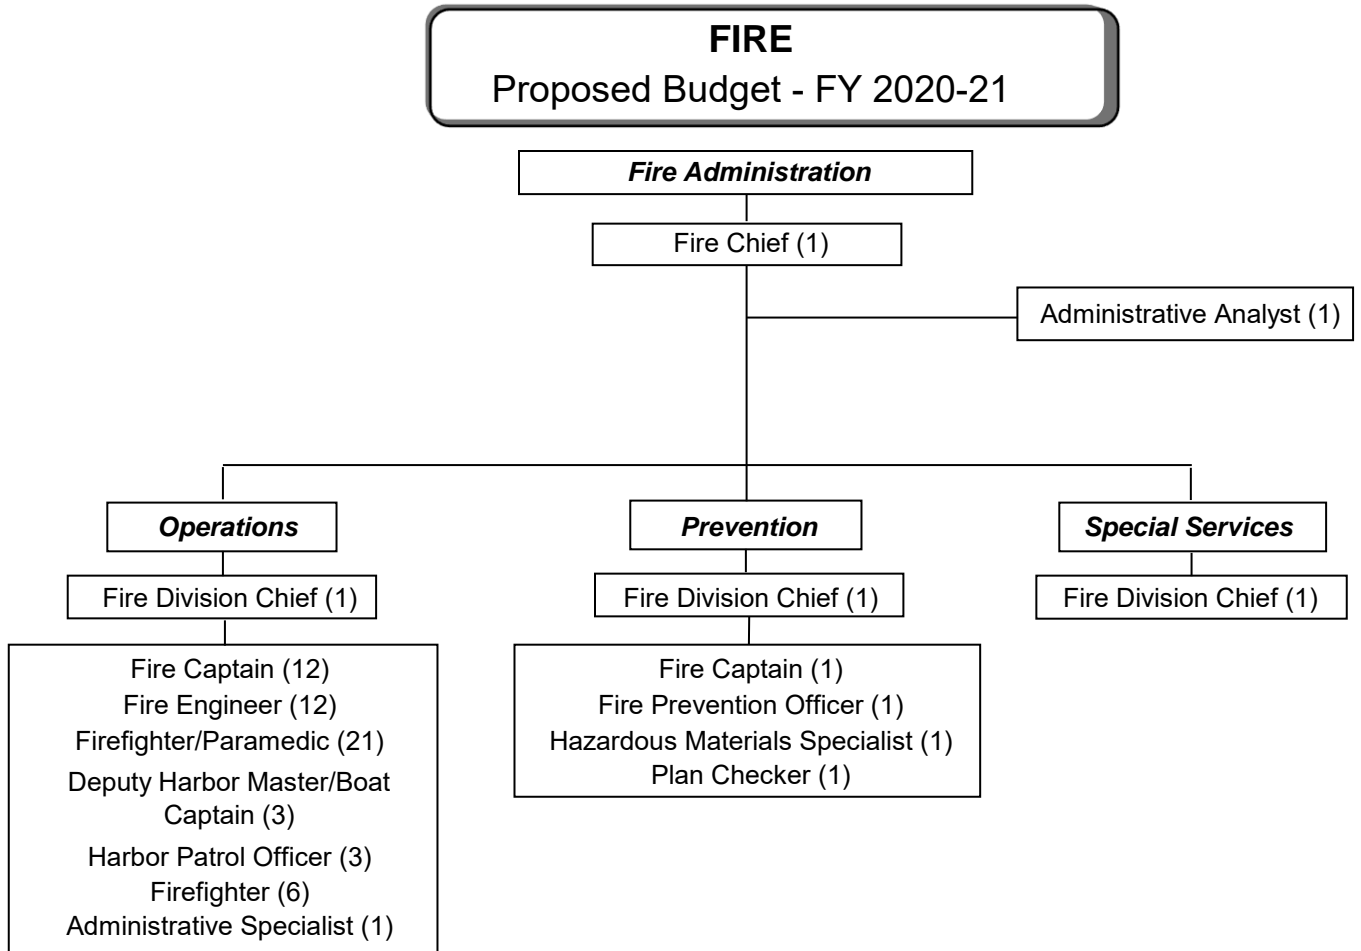 FIRE
Proposed Budget - FY 2020-21
Fire Administration
Fire Chief (1)
Administrative Analyst (1)
Operations
Fire Division Chief (1)
Fire Captain (12)
Fire Engineer (12)
Firefighter/Paramedic (21)
Deputy Harbor Master/Boat
Captain (3)
Harbor Patrol Officer (3)
Firefighter (6)
Administrative Specialist (1)
Prevention
Fire Division Chief (1)
Fire Captain (1)
Fire Prevention Officer (1)
Hazardous Materials Specialist (1)
Plan Checker (1)
Special Services
Fire Division Chief (1)